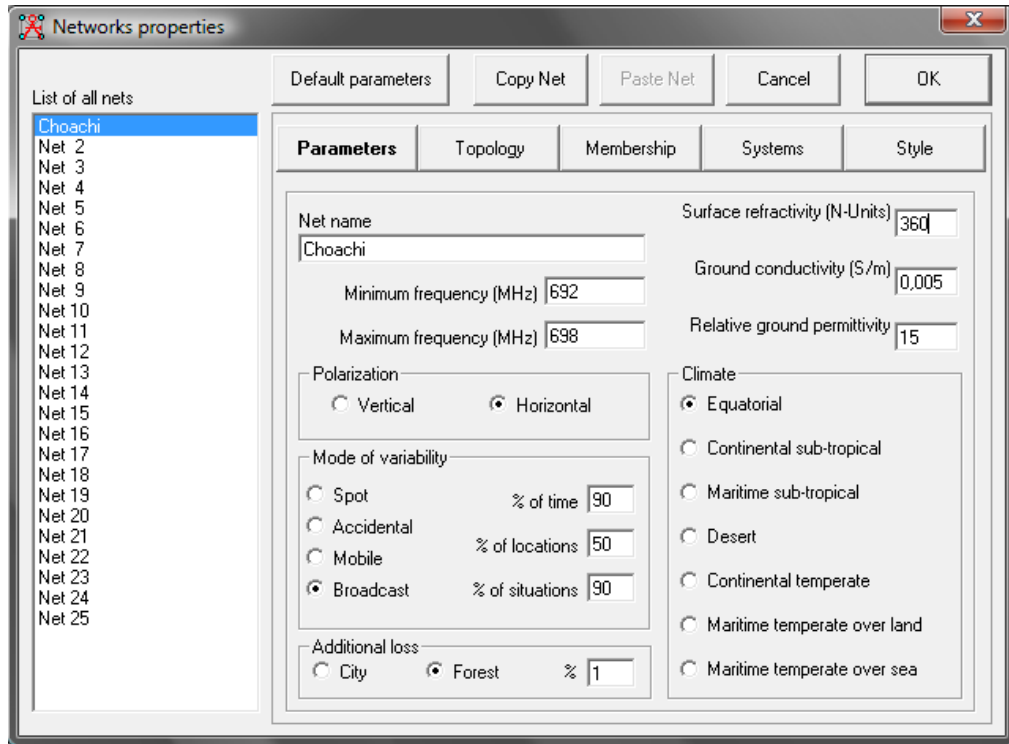 Networks properties
Default parameters
Copy Net
Paste Net
Cancel
OK
List of all nets
Choachi
Net 2
Net 3
Net 4
Net 5
Net 6
Net 7
Net 8
Net 9
Net 10
Net 11
Net 12
Net 13
Net 14
Net 15
Net 16
Net 17
Net 18
Net 19
Net 20
Net 21
Net 22
Net 23
Net 24
Net 25
Parameters
Topology
Membership
Systems
Style
Net name
Choachi
Minimum frequency (MHz) 692
Maximum frequency (MHz) 698
Surface refractivity (N-Units) 360
Ground conductivity (S/m) 0,005
Relative ground permittivity 15
Polarization
Vertical
Horizontal
Mode of variability
Spot
Accidental
Mobile
Broadcast
% of time 90
% of locations 50
% of situations 90
Additional loss
City
Forest
% 1
Climate
Equatorial
Continental sub-tropical
Maritime sub-tropical
Desert
Continental temperate
Maritime temperate over land
Maritime temperate over sea